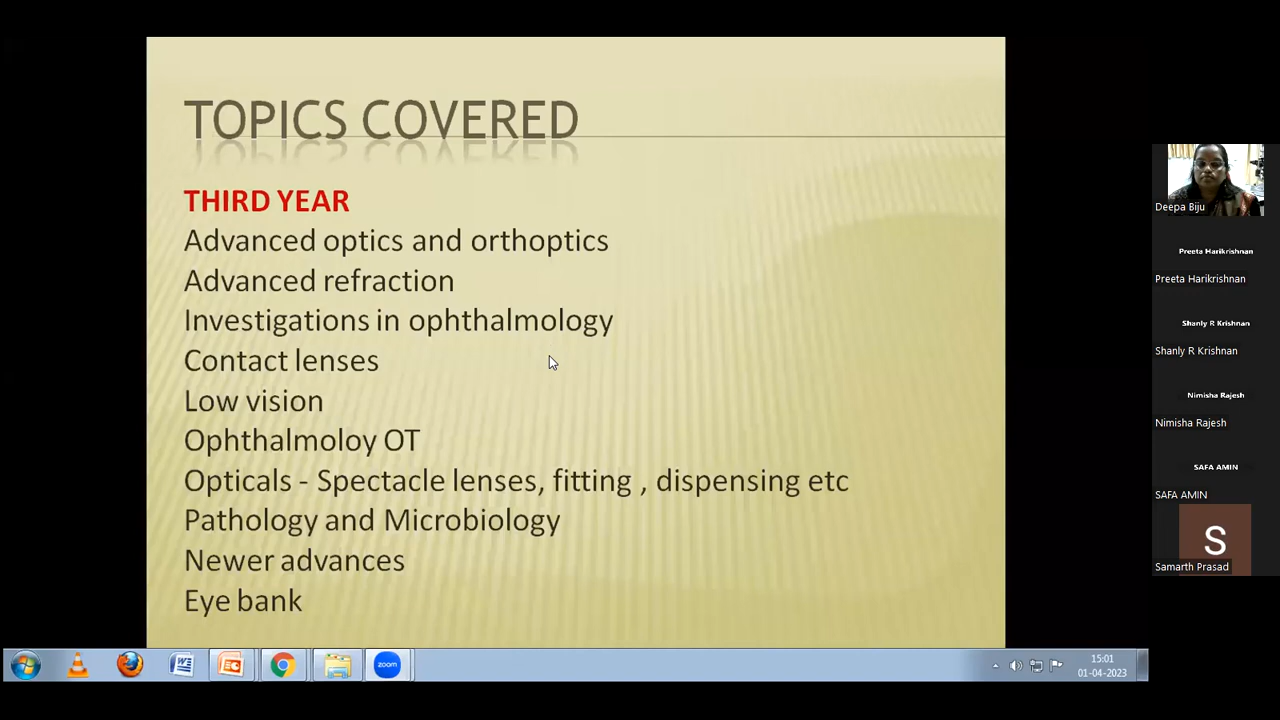 TOPICS COVERED
THIRD YEAR
Advanced optics and orthoptics
Advanced refraction
Investigations in ophthalmology
Contact lenses
Low vision
Ophthalmoloy OT
Opticals - Spectacle lenses, fitting , dispensing etc
Pathology and Microbiology
Newer advances
Eye bank
Deepa Biju
Preeta Harikrishnan
Preeta Harikrishnan
Shanly R Krishnan
Shanly R Krishnan
Nimisha Rajesh
Nimisha Rajesh
SAFA AMIN
SAFA AMIN
S
Samarth Prasad
zoom
15:01
01-04-2023